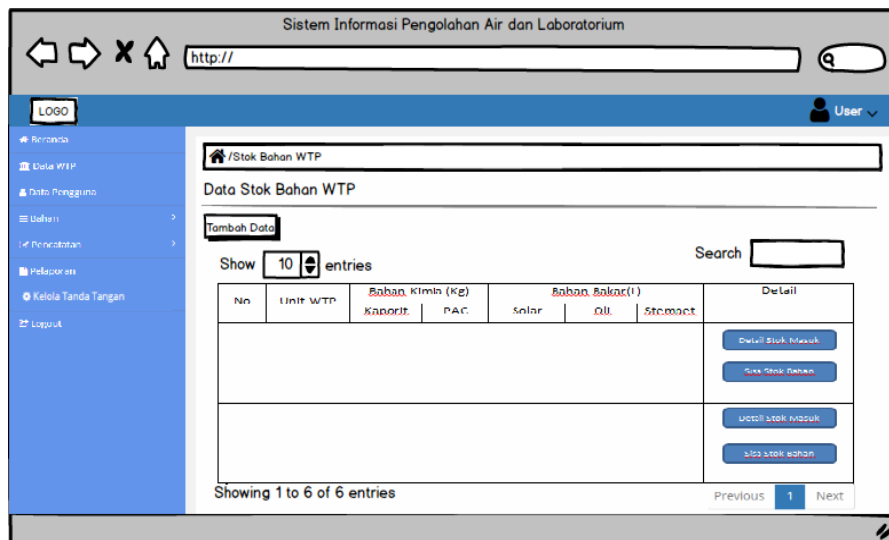 Sistem Informasi Pengolahan Air dan Laboratorium
http://
LOGO
User
Beranda
Data WTP
Data Pengguna
Bahan
Pencatatan
Pelaporan
Kelola Tanda Tangan
Logout
/Stok Bahan WTP
Data Stok Bahan WTP
Tambah Data
Show 10 entries
Search
No Unit WTP Bahan Kimia (Kg) Bahan Bakar(L) Detail
Kaporit PAC Solar Oli Stempet
Detail Stok Masuk
Sisa Stok Bahan
Detail Stok Masuk
Sisa Stok Bahan
Showing 1 to 6 of 6 entries
Previous 1 Next